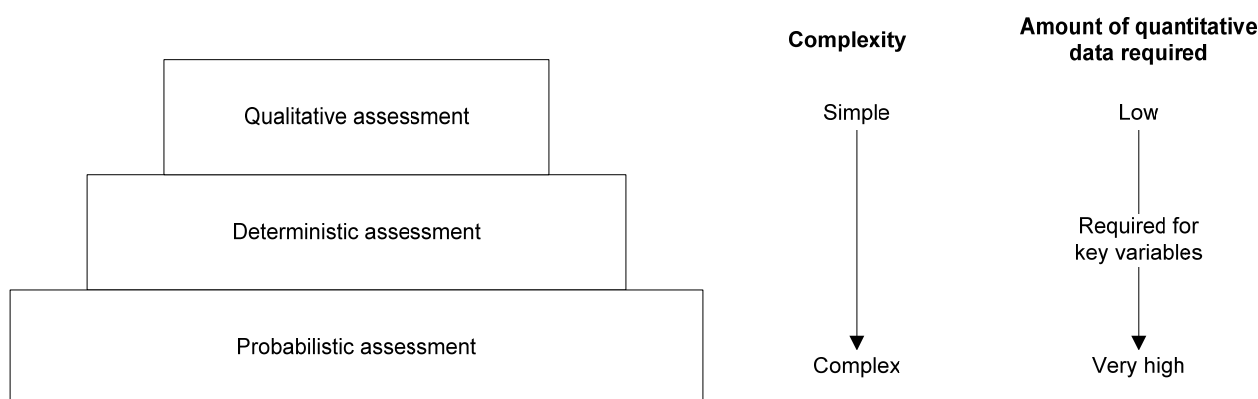 Complexity
Amount of quantitative
data required
Qualitative assessment
Simple
Low
Deterministic assessment
Required for
key variables
Probabilistic assessment
Complex
Very high